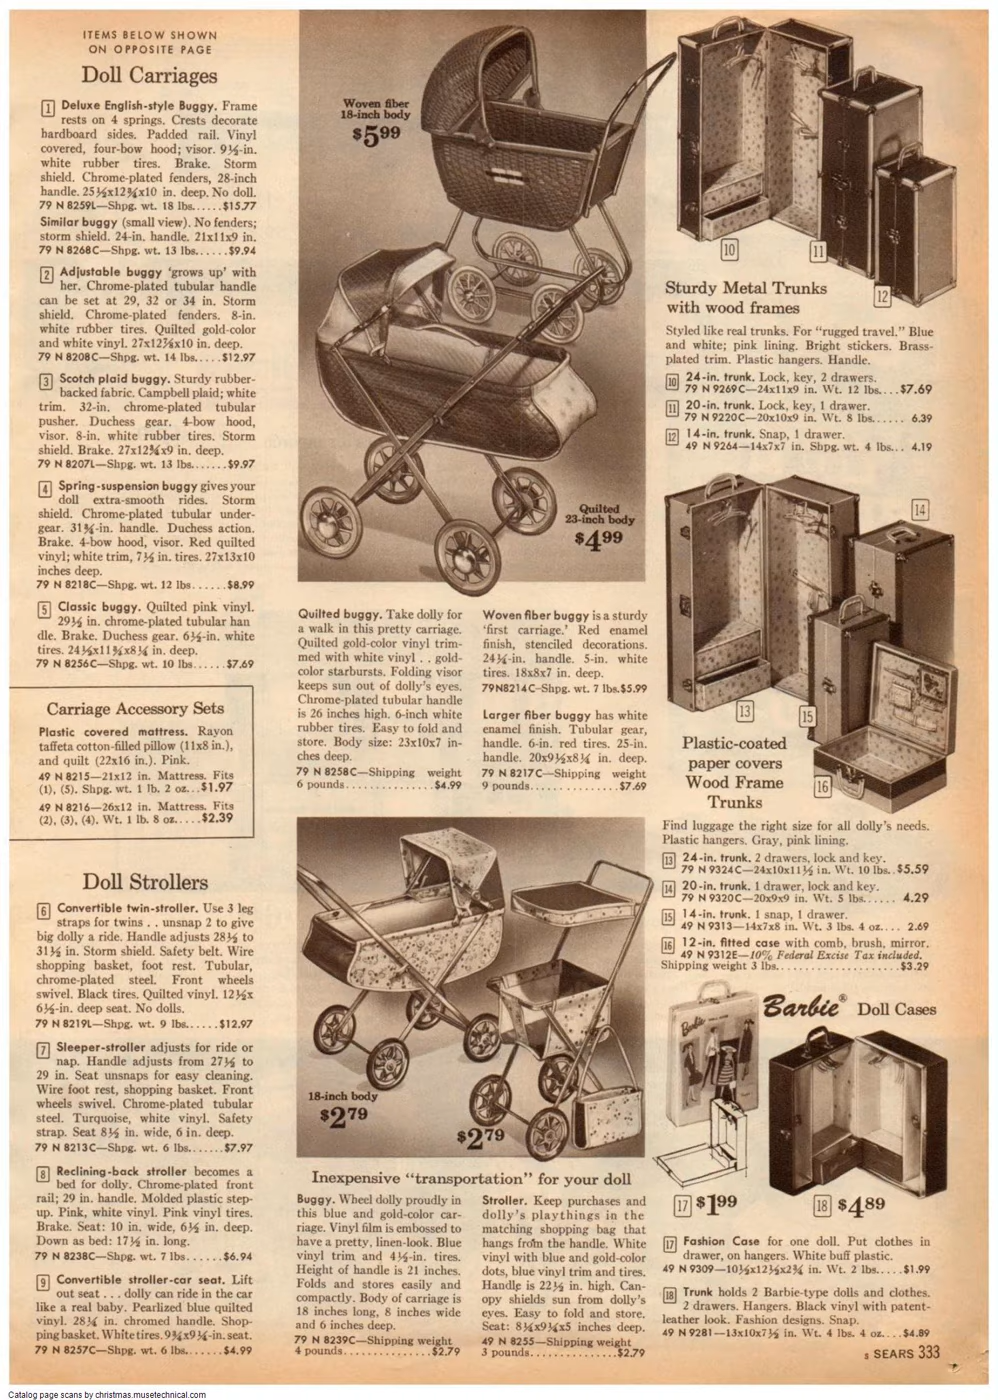 ITEMS BELOW SHOWN
ON OPPOSITE PAGE
Doll Carriages
1 Deluxe English-style Buggy. Frame
rests on 4 springs. Crests decorate
hardboard sides. Padded rail. Vinyl
covered, four-bow hood; visor. 9½-in.
white rubber tires. Brake. Storm
shield. Chrome-plated fenders, 28-inch
handle. 25½x12¾x10 in. deep. No doll.
79 N 8259L—Shpg. wt. 18 lbs......$15.77
Similar buggy (small view). No fenders;
storm shield. 24-in. handle. 21x11x9 in.
79 N 8268C—Shpg. wt. 13 lbs......$9.94
2 Adjustable buggy 'grows up' with
her. Chrome-plated tubular handle
can be set at 29, 32 or 34 in. Storm
shield. Chrome-plated fenders. 8-in.
white rubber tires. Quilted gold-color
and white vinyl. 27x12⅞x10 in. deep.
79 N 8208C—Shpg. wt. 14 lbs.....$12.97
3 Scotch plaid buggy. Sturdy rubber-
backed fabric. Campbell plaid; white
trim. 32-in. chrome-plated tubular
pusher. Duchess gear. 4-bow hood,
visor. 8-in. white rubber tires. Storm
shield. Brake. 27x12¾x9 in. deep.
79 N 8207L—Shpg. wt. 13 lbs.......$9.97
4 Spring-suspension buggy gives your
doll extra-smooth rides. Storm
shield. Chrome-plated tubular under-
gear. 31¾-in. handle. Duchess action.
Brake. 4-bow hood, visor. Red quilted
vinyl; white trim, 7½ in. tires. 27x13x10
inches deep.
79 N 8218C—Shpg. wt. 12 lbs......$8.99
5 Classic buggy. Quilted pink vinyl.
29½ in. chrome-plated tubular han
dle. Brake. Duchess gear. 6½-in. white
tires. 24¾x11¾x8¼ in. deep.
79 N 8256C—Shpg. wt. 10 lbs......$7.69
Carriage Accessory Sets
Plastic covered mattress. Rayon
taffeta cotton-filled pillow (11x8 in.),
and quilt (22x16 in.). Pink.
49 N 8215—21x12 in. Mattress. Fits
(1), (5). Shpg. wt. 1 lb. 2 oz...$1.97
49 N 8216—26x12 in. Mattress. Fits
(2), (3), (4). Wt. 1 lb. 8 oz.....$2.39
Doll Strollers
6 Convertible twin-stroller. Use 3 leg
straps for twins . . unsnap 2 to give
big dolly a ride. Handle adjusts 28½ to
31½ in. Storm shield. Safety belt. Wire
shopping basket, foot rest. Tubular,
chrome-plated steel. Front wheels
swivel. Black tires. Quilted vinyl. 12½x
6½-in. deep seat. No dolls.
79 N 8219L—Shpg. wt. 9 lbs......$12.97
7 Sleeper-stroller adjusts for ride or
nap. Handle adjusts from 27½ to
29 in. Seat unsnaps for easy cleaning.
Wire foot rest, shopping basket. Front
wheels swivel. Chrome-plated tubular
steel. Turquoise, white vinyl. Safety
strap. Seat 8½ in. wide, 6 in. deep.
79 N 8213C—Shpg. wt. 6 lbs.......$7.97
8 Reclining-back stroller becomes a
bed for dolly. Chrome-plated front
rail; 29 in. handle. Molded plastic step-
up. Pink, white vinyl. Pink vinyl tires.
Brake. Seat: 10 in. wide, 6½ in. deep.
Down as bed: 17½ in. long.
79 N 8238C—Shpg. wt. 7 lbs......$6.94
9 Convertible stroller-car seat. Lift
out seat . . . dolly can ride in the car
like a real baby. Pearlized blue quilted
vinyl. 28¼ in. chromed handle. Shop-
ping basket. White tires. 9¾x9¼-in. seat.
79 N 8257C—Shpg. wt. 6 lbs.......$4.99
Woven fiber
18-inch body
$5.99
Quilted
23-inch body
$4.99
Quilted buggy. Take dolly for
a walk in this pretty carriage.
Quilted gold-color vinyl trim-
med with white vinyl . . gold-
color starbursts. Folding visor
keeps sun out of dolly's eyes.
Chrome-plated tubular handle
is 26 inches high. 6-inch white
rubber tires. Easy to fold and
store. Body size: 23x10x7 in-
ches deep.
79 N 8258C—Shipping weight
6 pounds..............$4.99
Woven fiber buggy is a sturdy
'first carriage.' Red enamel
finish, stenciled decorations.
24¼-in. handle. 5-in. white
tires. 18x8x7 in. deep.
79N8214C–Shpg. wt. 7 lbs.$5.99
Larger fiber buggy has white
enamel finish. Tubular gear,
handle. 6-in. red tires. 25-in.
handle. 20x9½x8¼ in. deep.
79 N 8217C—Shipping weight
9 pounds..............$7.69
18-inch body
$2.79
$2.79
Inexpensive "transportation" for your doll
Buggy. Wheel dolly proudly in
this blue and gold-color car-
riage. Vinyl film is embossed to
have a pretty, linen-look. Blue
vinyl trim and 4½-in. tires.
Height of handle is 21 inches.
Folds and stores easily and
compactly. Body of carriage is
18 inches long, 8 inches wide
and 6 inches deep.
79 N 8239C—Shipping weight
4 pounds..............$2.79
Stroller. Keep purchases and
dolly's playthings in the
matching shopping bag that
hangs from the handle. White
vinyl with blue and gold-color
dots, blue vinyl trim and tires.
Handle is 22½ in. high. Can-
opy shields sun from dolly's
eyes. Easy to fold and store.
Seat: 8¼x9¼x5 inches deep.
49 N 8255—Shipping weight
3 pounds..............$2.79
10
11
12
Sturdy Metal Trunks
with wood frames
Styled like real trunks. For "rugged travel." Blue
and white; pink lining. Bright stickers. Brass-
plated trim. Plastic hangers. Handle.
10 24-in. trunk. Lock, key, 2 drawers.
79 N 9269C—24x11x9 in. Wt. 12 lbs....$7.69
11 20-in. trunk. Lock, key, 1 drawer.
79 N 9220C—20x10x9 in. Wt. 8 lbs...... 6.39
12 14-in. trunk. Snap, 1 drawer.
49 N 9264—14x7x7 in. Shpg. wt. 4 lbs... 4.19
13
14
15
16
Plastic-coated
paper covers
Wood Frame
Trunks
Find luggage the right size for all dolly's needs.
Plastic hangers. Gray, pink lining.
13 24-in. trunk. 2 drawers, lock and key.
79 N 9324C—24x10x11½ in. Wt. 10 lbs..$5.59
14 20-in. trunk. 1 drawer, lock and key.
79 N 9320C—20x9x9 in. Wt. 5 lbs...... 4.29
15 14-in. trunk. 1 snap, 1 drawer.
49 N 9313—14x7x8 in. Wt. 3 lbs. 4 oz.... 2.69
16 12-in. fitted case with comb, brush, mirror.
49 N 9312E—10% Federal Excise Tax included.
Shipping weight 3 lbs....................$3.29
Barbie® Doll Cases
Barbie
17 $1.99
18 $4.89
17 Fashion Case for one doll. Put clothes in
drawer, on hangers. White buff plastic.
49 N 9309—10½x12½x2¾ in. Wt. 2 lbs.....$1.99
18 Trunk holds 2 Barbie-type dolls and clothes.
2 drawers. Hangers. Black vinyl with patent-
leather look. Fashion designs. Snap.
49 N 9281—13x10x7½ in. Wt. 4 lbs. 4 oz....$4.89
s SEARS 333
Catalog page scans by christmas.musetechnical.com